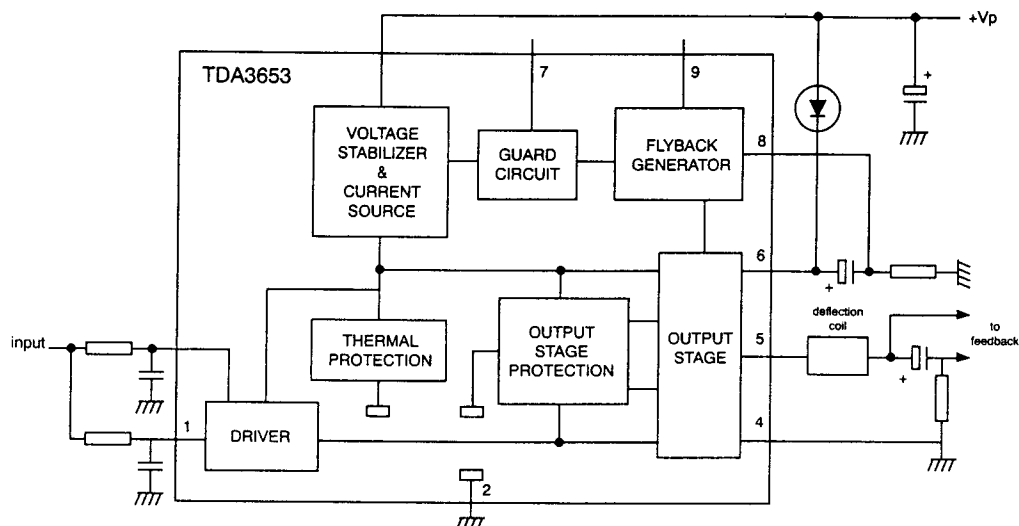 +Vp
TDA3653
7
9
+
VOLTAGE
STABILIZER
&
CURRENT
SOURCE
GUARD
CIRCUIT
FLYBACK
GENERATOR
8
6
+
deflection
coil
input
THERMAL
PROTECTION
OUTPUT
STAGE
PROTECTION
OUTPUT
STAGE
5
to
feedback
+
1
DRIVER
4
2